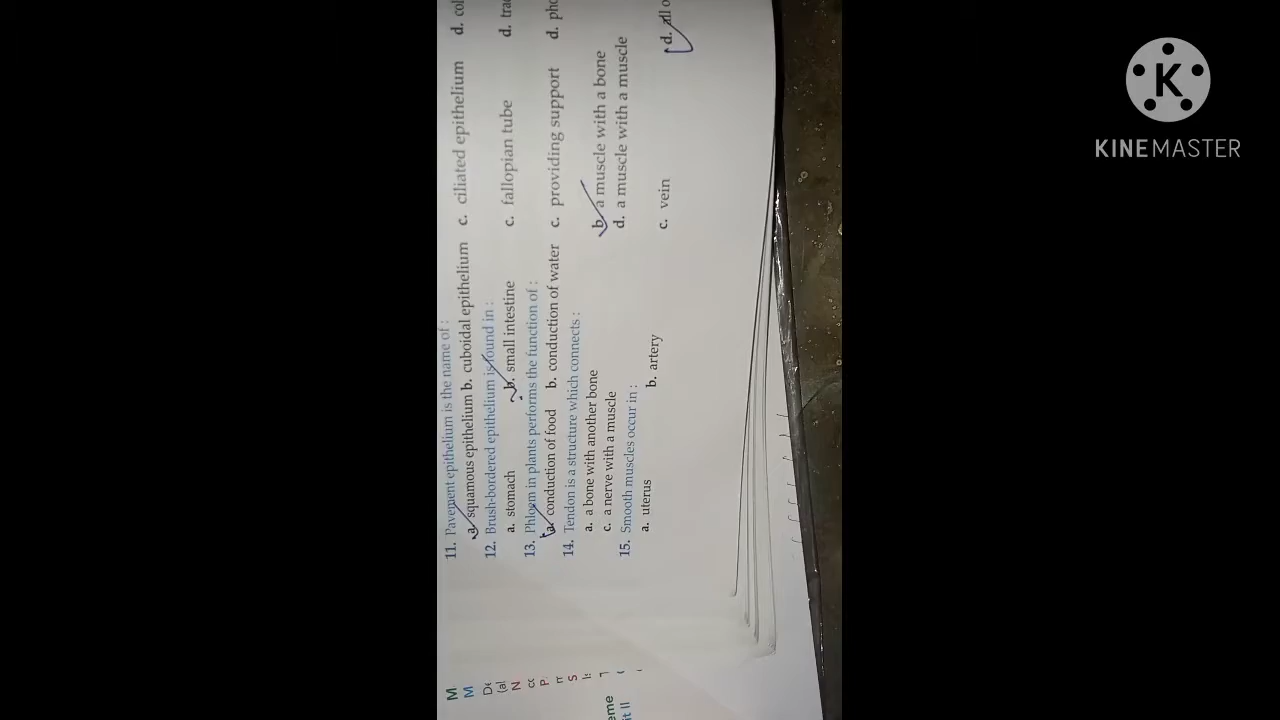 11. Pavement epithelium is the name of :
a. squamous epithelium b. cuboidal epithelium c. ciliated epithelium d.
12. Brush-bordered epithelium is found in :
a. stomach b. small intestine c. fallopian tube d.
13. Phloem in plants performs the function of :
a. conduction of food b. conduction of water c. providing support d.
14. Tendon is a structure which connects :
a. a bone with another bone b. a muscle with a bone
c. a nerve with a muscle d. a muscle with a muscle
15. Smooth muscles occur in :
a. uterus b. artery c. vein d. all
KINEMASTER